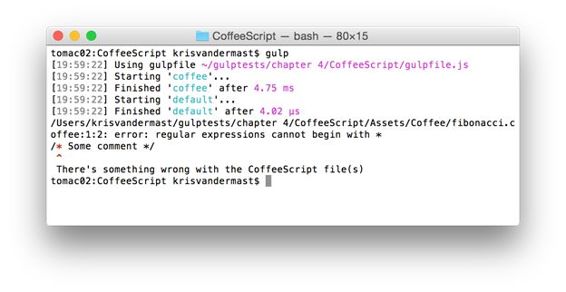 CoffeeScript — bash — 80×15
tomac02:CoffeeScript krisvandermast$ gulp
[19:59:22] Using gulpfile ~/gulptests/chapter 4/CoffeeScript/gulpfile.js
[19:59:22] Starting 'coffee'...
[19:59:22] Finished 'coffee' after 4.75 ms
[19:59:22] Starting 'default'...
[19:59:22] Finished 'default' after 4.02 μs
/Users/krisvandermast/gulptests/chapter 4/CoffeeScript/Assets/Coffee/fibonacci.c
offee:1:2: error: regular expressions cannot begin with *
/* Some comment */
^
There's something wrong with the CoffeeScript file(s)
tomac02:CoffeeScript krisvandermast$